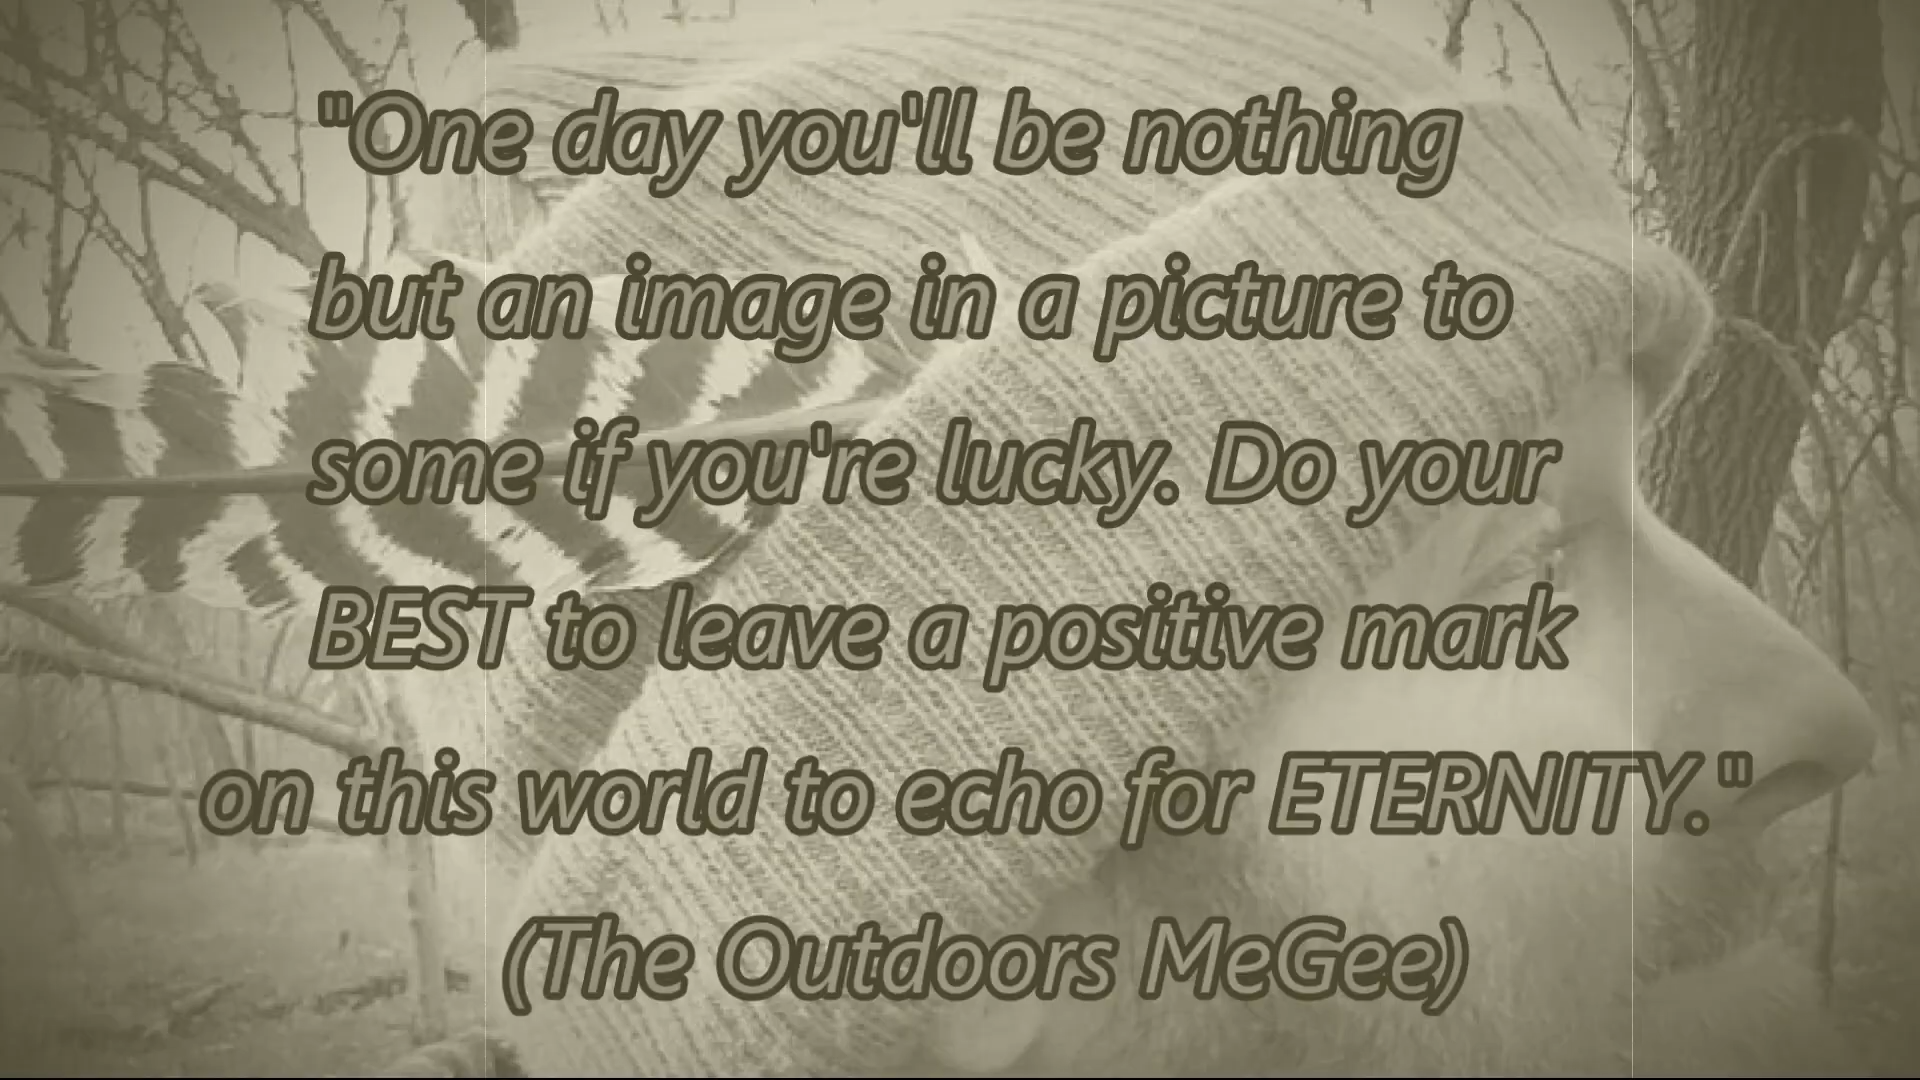 "One day you'll be nothing
but an image in a picture to
some if you're lucky. Do your
BEST to leave a positive mark
on this world to echo for ETERNITY."
(The Outdoors MeGee)